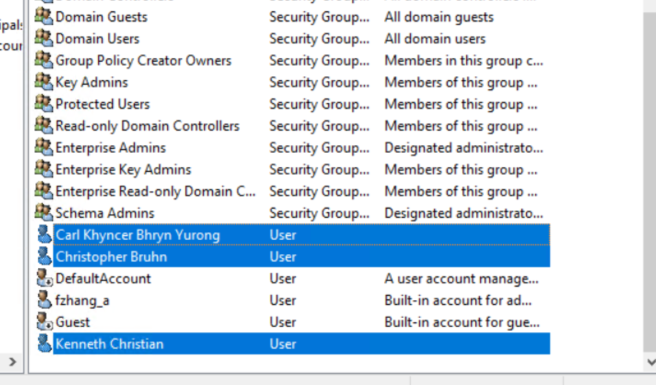 Domain Guests Security Group... All domain guests
ipals Domain Users Security Group... All domain users
cour Group Policy Creator Owners Security Group... Members in this group c...
Key Admins Security Group... Members of this group ...
Protected Users Security Group... Members of this group ...
Read-only Domain Controllers Security Group... Members of this group ...
Enterprise Admins Security Group... Designated administrato...
Enterprise Key Admins Security Group... Members of this group ...
Enterprise Read-only Domain C... Security Group... Members of this group ...
Schema Admins Security Group... Designated administrato...
Carl Khyncer Bhryn Yurong User
Christopher Bruhn User
DefaultAccount User A user account manage...
fzhang_a User Built-in account for ad...
Guest User Built-in account for gue...
Kenneth Christian User